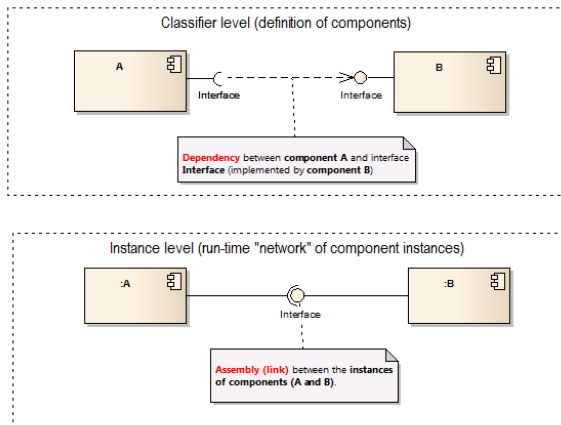 Classifier level (definition of components)
A
B
Interface
Interface
Dependency between component A and interface
Interface (implemented by component B)
Instance level (run-time "network" of component instances)
:A
:B
Interface
Assembly (link) between the instances
of components (A and B).